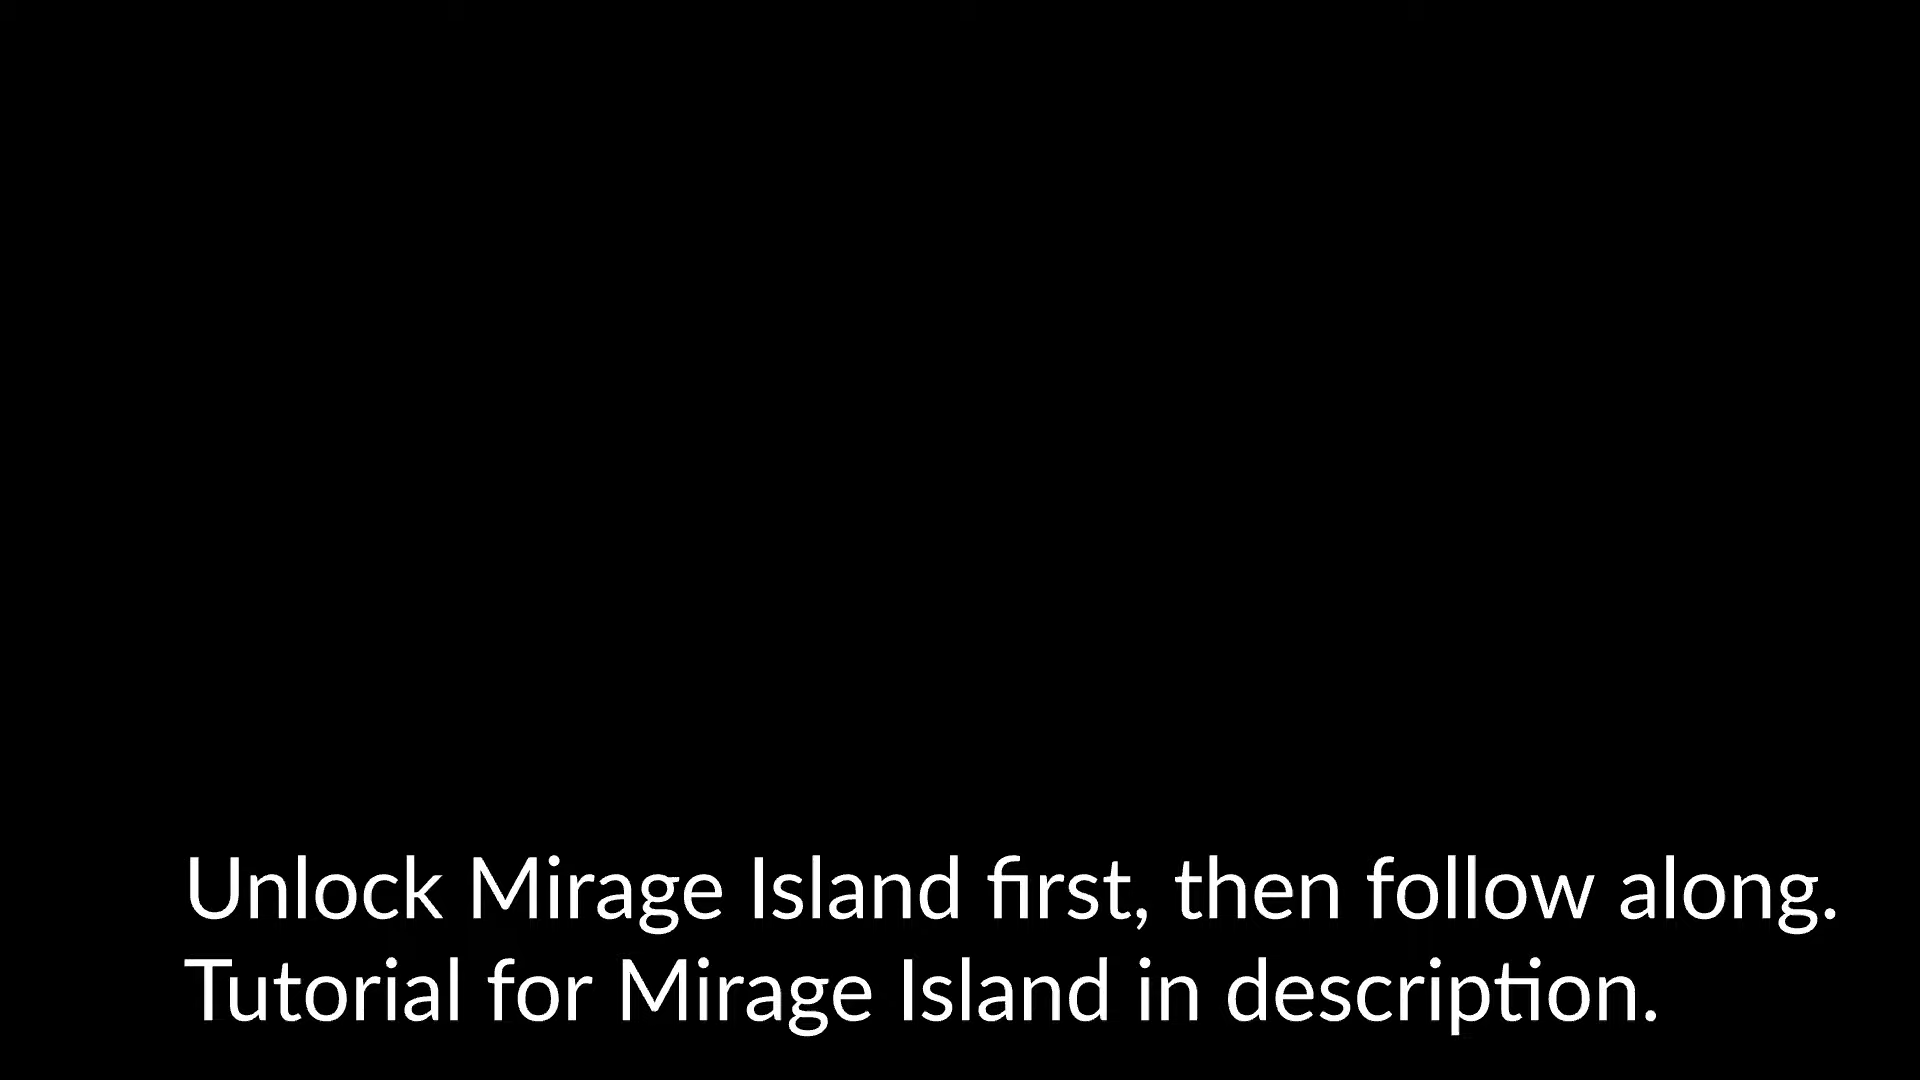 Unlock Mirage Island first, then follow along.
Tutorial for Mirage Island in description.